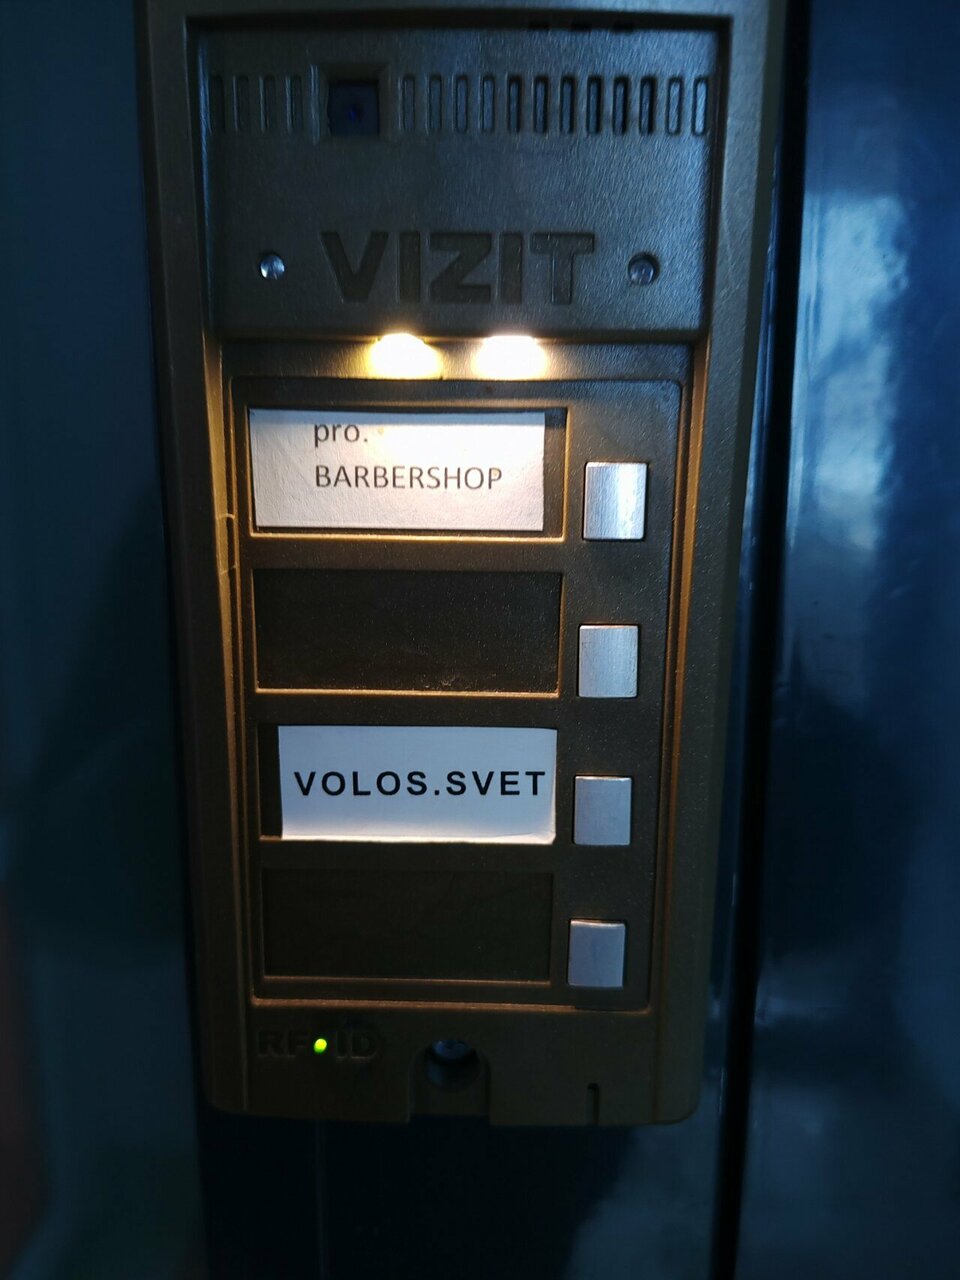 VIZIT
pro.
BARBERSHOP
VOLOS.SVET
RFID